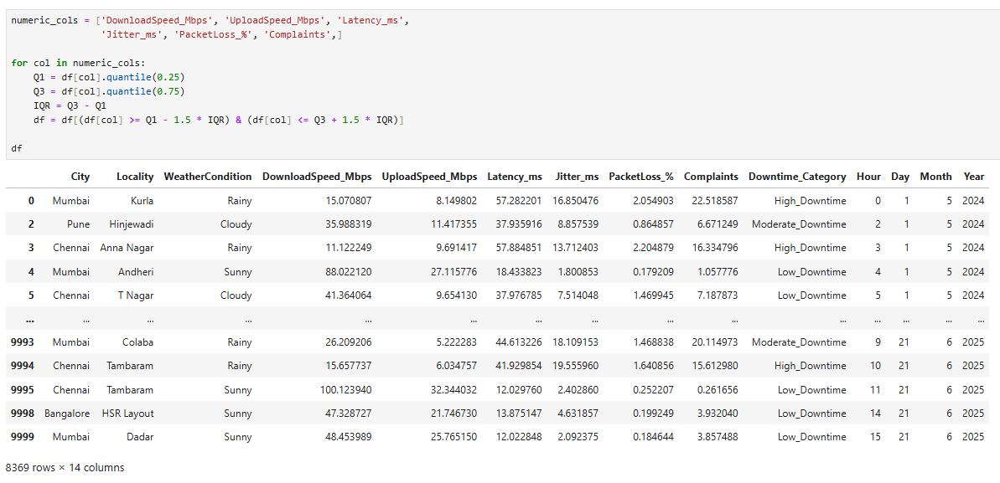 numeric_cols = ['DownloadSpeed_Mbps', 'UploadSpeed_Mbps', 'Latency_ms',
'Jitter_ms', 'PacketLoss_%', 'Complaints',]
for col in numeric_cols:
Q1 = df[col].quantile(0.25)
Q3 = df[col].quantile(0.75)
IQR = Q3 - Q1
df = df[(df[col] >= Q1 - 1.5 * IQR) & (df[col] <= Q3 + 1.5 * IQR)]
df
City Locality WeatherCondition DownloadSpeed_Mbps UploadSpeed_Mbps Latency_ms Jitter_ms PacketLoss_% Complaints Downtime_Category Hour Day Month Year
0 Mumbai Kurla Rainy 15.070807 8.149802 57.282201 16.850476 2.054903 22.518587 High_Downtime 0 1 5 2024
2 Pune Hinjewadi Cloudy 35.988319 11.417355 37.935916 8.857539 0.864857 6.671249 Moderate_Downtime 2 1 5 2024
3 Chennai Anna Nagar Rainy 11.122249 9.691417 57.884851 13.712403 2.204879 16.334796 High_Downtime 3 1 5 2024
4 Mumbai Andheri Sunny 88.022120 27.115776 18.433823 1.800853 0.179209 1.057776 Low_Downtime 4 1 5 2024
5 Chennai T Nagar Cloudy 41.364064 9.654130 37.976785 7.514048 1.469945 7.187873 Low_Downtime 5 1 5 2024
... ... ... ... ... ... ... ... ... ... ... ... ... ... ...
9993 Mumbai Colaba Rainy 26.209206 5.222283 44.613226 18.109153 1.468838 20.114973 Moderate_Downtime 9 21 6 2025
9994 Chennai Tambaram Rainy 15.657737 6.034757 41.929854 19.555960 1.640856 15.612980 High_Downtime 10 21 6 2025
9995 Chennai Tambaram Sunny 100.123940 32.344032 12.029760 2.402860 0.252207 0.261656 Low_Downtime 11 21 6 2025
9998 Bangalore HSR Layout Sunny 47.328727 21.746730 13.875147 4.631857 0.199249 3.932040 Low_Downtime 14 21 6 2025
9999 Mumbai Dadar Sunny 48.453989 25.765150 12.022848 2.092375 0.184644 3.857488 Low_Downtime 15 21 6 2025
8369 rows × 14 columns